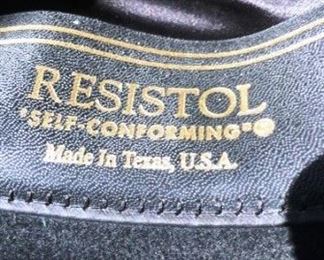 RESISTOL
"SELF-CONFORMING"®
Made In Texas, U.S.A.